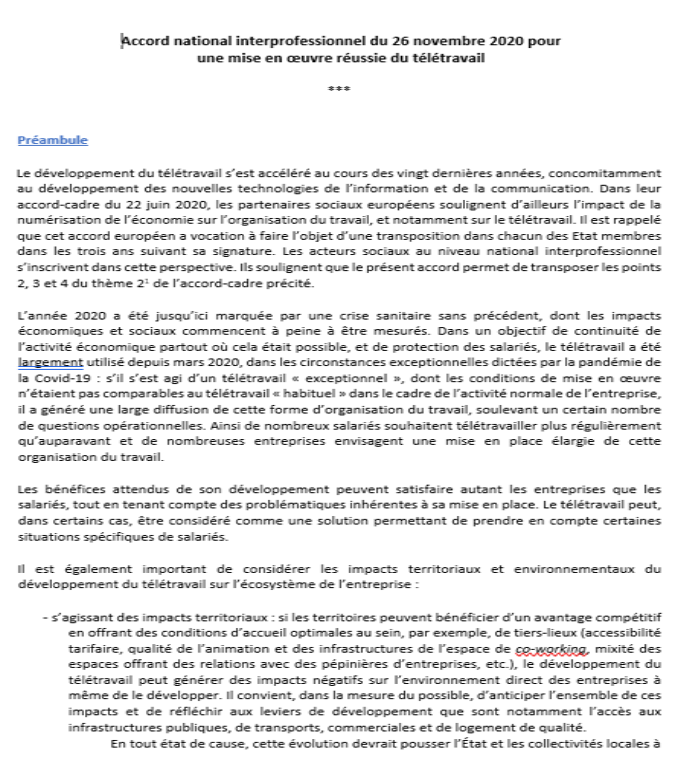 Accord national interprofessionnel du 26 novembre 2020 pour
une mise en œuvre réussie du télétravail
***
Préambule
Le développement du télétravail s’est accéléré au cours des vingt dernières années, concomitamment
au développement des nouvelles technologies de l’information et de la communication. Dans leur
accord-cadre du 22 juin 2020, les partenaires sociaux européens soulignent d’ailleurs l’impact de la
numérisation de l’économie sur l’organisation du travail, et notamment sur le télétravail. Il est rappelé
que cet accord européen a vocation à faire l’objet d’une transposition dans chacun des Etat membres
dans les trois ans suivant sa signature. Les acteurs sociaux au niveau national interprofessionnel
s’inscrivent dans cette perspective. Ils soulignent que le présent accord permet de transposer les points
2, 3 et 4 du thème 2¹ de l’accord-cadre précité.
L’année 2020 a été jusqu’ici marquée par une crise sanitaire sans précédent, dont les impacts
économiques et sociaux commencent à peine à être mesurés. Dans un objectif de continuité de
l’activité économique partout où cela était possible, et de protection des salariés, le télétravail a été
largement utilisé depuis mars 2020, dans les circonstances exceptionnelles dictées par la pandémie de
la Covid-19 : s’il s’est agi d’un télétravail « exceptionnel », dont les conditions de mise en œuvre
n’étaient pas comparables au télétravail « habituel » dans le cadre de l’activité normale de l’entreprise,
il a généré une large diffusion de cette forme d’organisation du travail, soulevant un certain nombre
de questions opérationnelles. Ainsi de nombreux salariés souhaitent télétravailler plus régulièrement
qu’auparavant et de nombreuses entreprises envisagent une mise en place élargie de cette
organisation du travail.
Les bénéfices attendus de son développement peuvent satisfaire autant les entreprises que les
salariés, tout en tenant compte des problématiques inhérentes à sa mise en place. Le télétravail peut,
dans certains cas, être considéré comme une solution permettant de prendre en compte certaines
situations spécifiques de salariés.
Il est également important de considérer les impacts territoriaux et environnementaux du
développement du télétravail sur l’écosystème de l’entreprise :
- s’agissant des impacts territoriaux : si les territoires peuvent bénéficier d’un avantage compétitif
en offrant des conditions d’accueil optimales au sein, par exemple, de tiers-lieux (accessibilité
tarifaire, qualité de l’animation et des infrastructures de l’espace de co-working, mixité des
espaces offrant des relations avec des pépinières d’entreprises, etc.), le développement du
télétravail peut générer des impacts négatifs sur l’environnement direct des entreprises à
même de le développer. Il convient, dans la mesure du possible, d’anticiper l’ensemble de ces
impacts et de réfléchir aux leviers de développement que sont notamment l’accès aux
infrastructures publiques, de transports, commerciales et de logement de qualité.
En tout état de cause, cette évolution devrait pousser l’État et les collectivités locales à